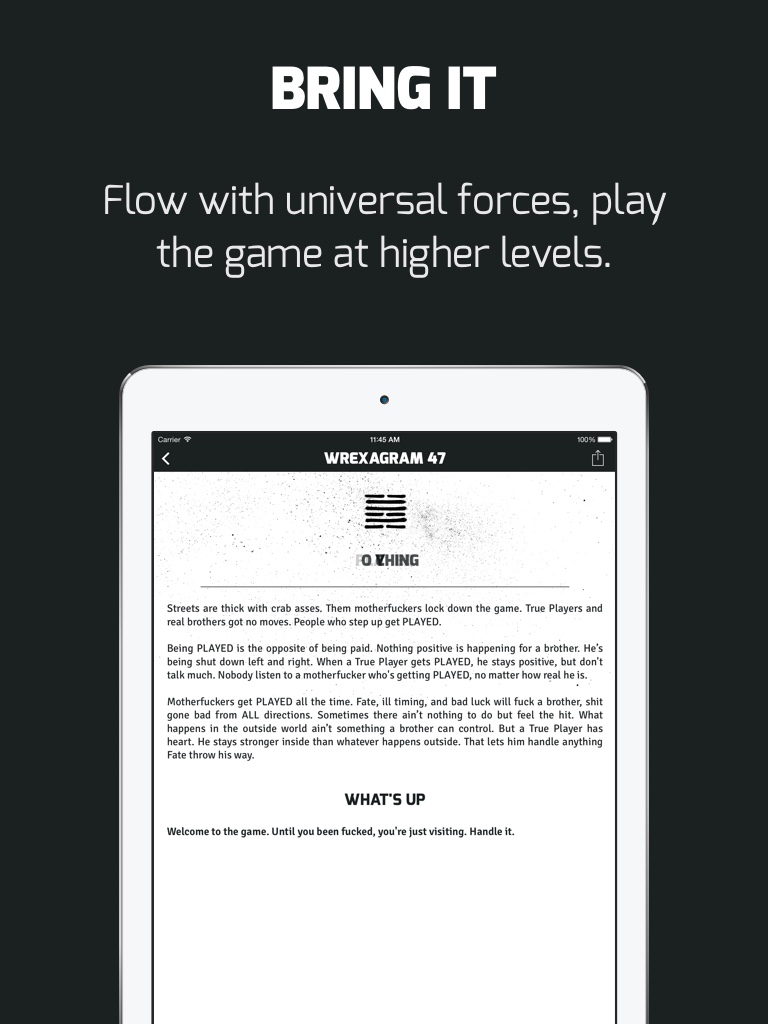 BRING IT
Flow with universal forces, play
the game at higher levels.
Carrier
11:45 AM
100%
WREXAGRAM 47
Streets are thick with crab asses. Them motherfuckers lock down the game. True Players and
real brothers got no moves. People who step up get PLAYED.
Being PLAYED is the opposite of being paid. Nothing positive is happening for a brother. He's
being shut down left and right. When a True Player gets PLAYED, he stays positive, but don't
talk much. Nobody listen to a motherfucker who's getting PLAYED, no matter how real he is.
Motherfuckers get PLAYED all the time. Fate, ill timing, and bad luck will fuck a brother, shit
gone bad from ALL directions. Sometimes there ain't nothing to do but feel the hit. What
happens in the outside world ain't something a brother can control. But a True Player has
heart. He stays stronger inside than whatever happens outside. That lets him handle anything
Fate throw his way.
WHAT'S UP
Welcome to the game. Until you been fucked, you're just visiting. Handle it.